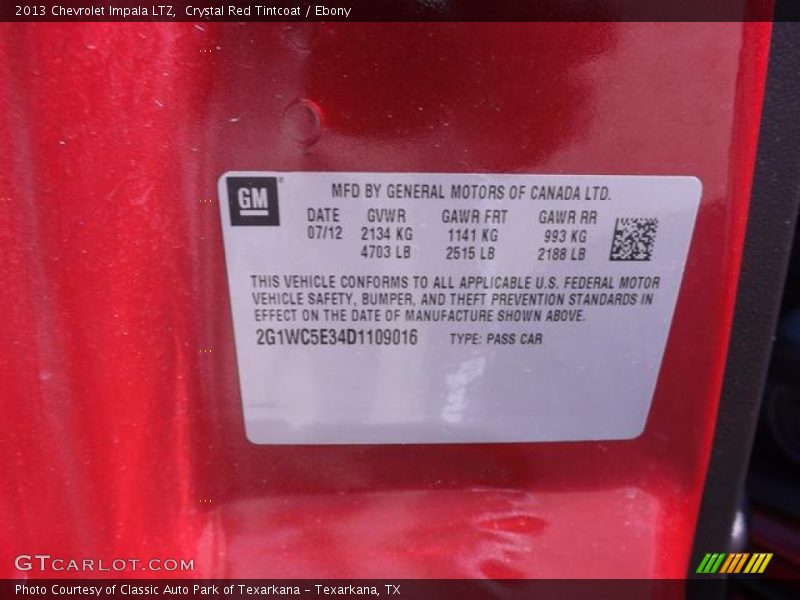 2013 Chevrolet Impala LTZ, Crystal Red Tintcoat / Ebony
GM
MFD BY GENERAL MOTORS OF CANADA LTD.
DATE GVWR GAWR FRT GAWR RR
07/12 2134 KG 1141 KG 993 KG
4703 LB 2515 LB 2188 LB
THIS VEHICLE CONFORMS TO ALL APPLICABLE U.S. FEDERAL MOTOR
VEHICLE SAFETY, BUMPER, AND THEFT PREVENTION STANDARDS IN
EFFECT ON THE DATE OF MANUFACTURE SHOWN ABOVE.
2G1WC5E34D1109016 TYPE: PASS CAR
GTCARLOT.COM
Photo Courtesy of Classic Auto Park of Texarkana - Texarkana, TX